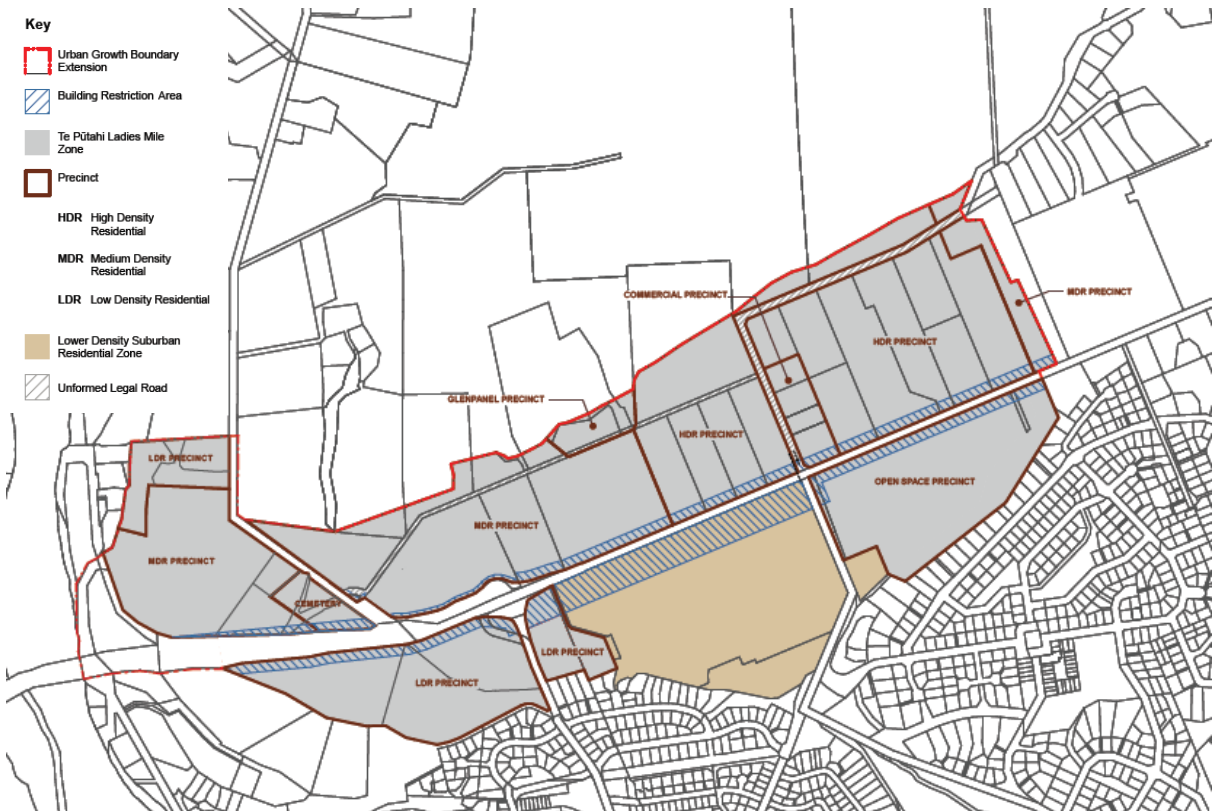 Key
Urban Growth Boundary
Extension
Building Restriction Area
Te Pūtahi Ladies Mile
Zone
Precinct
HDR High Density
Residential
MDR Medium Density
Residential
LDR Low Density Residential
Lower Density Suburban
Residential Zone
Unformed Legal Road
COMMERCIAL PRECINCT
MDR PRECINCT
HDR PRECINCT
GLENPANEL PRECINCT
HDR PRECINCT
LDR PRECINCT
OPEN SPACE PRECINCT
MDR PRECINCT
MDR PRECINCT
CEMETERY
LDR PRECINCT
LDR PRECINCT